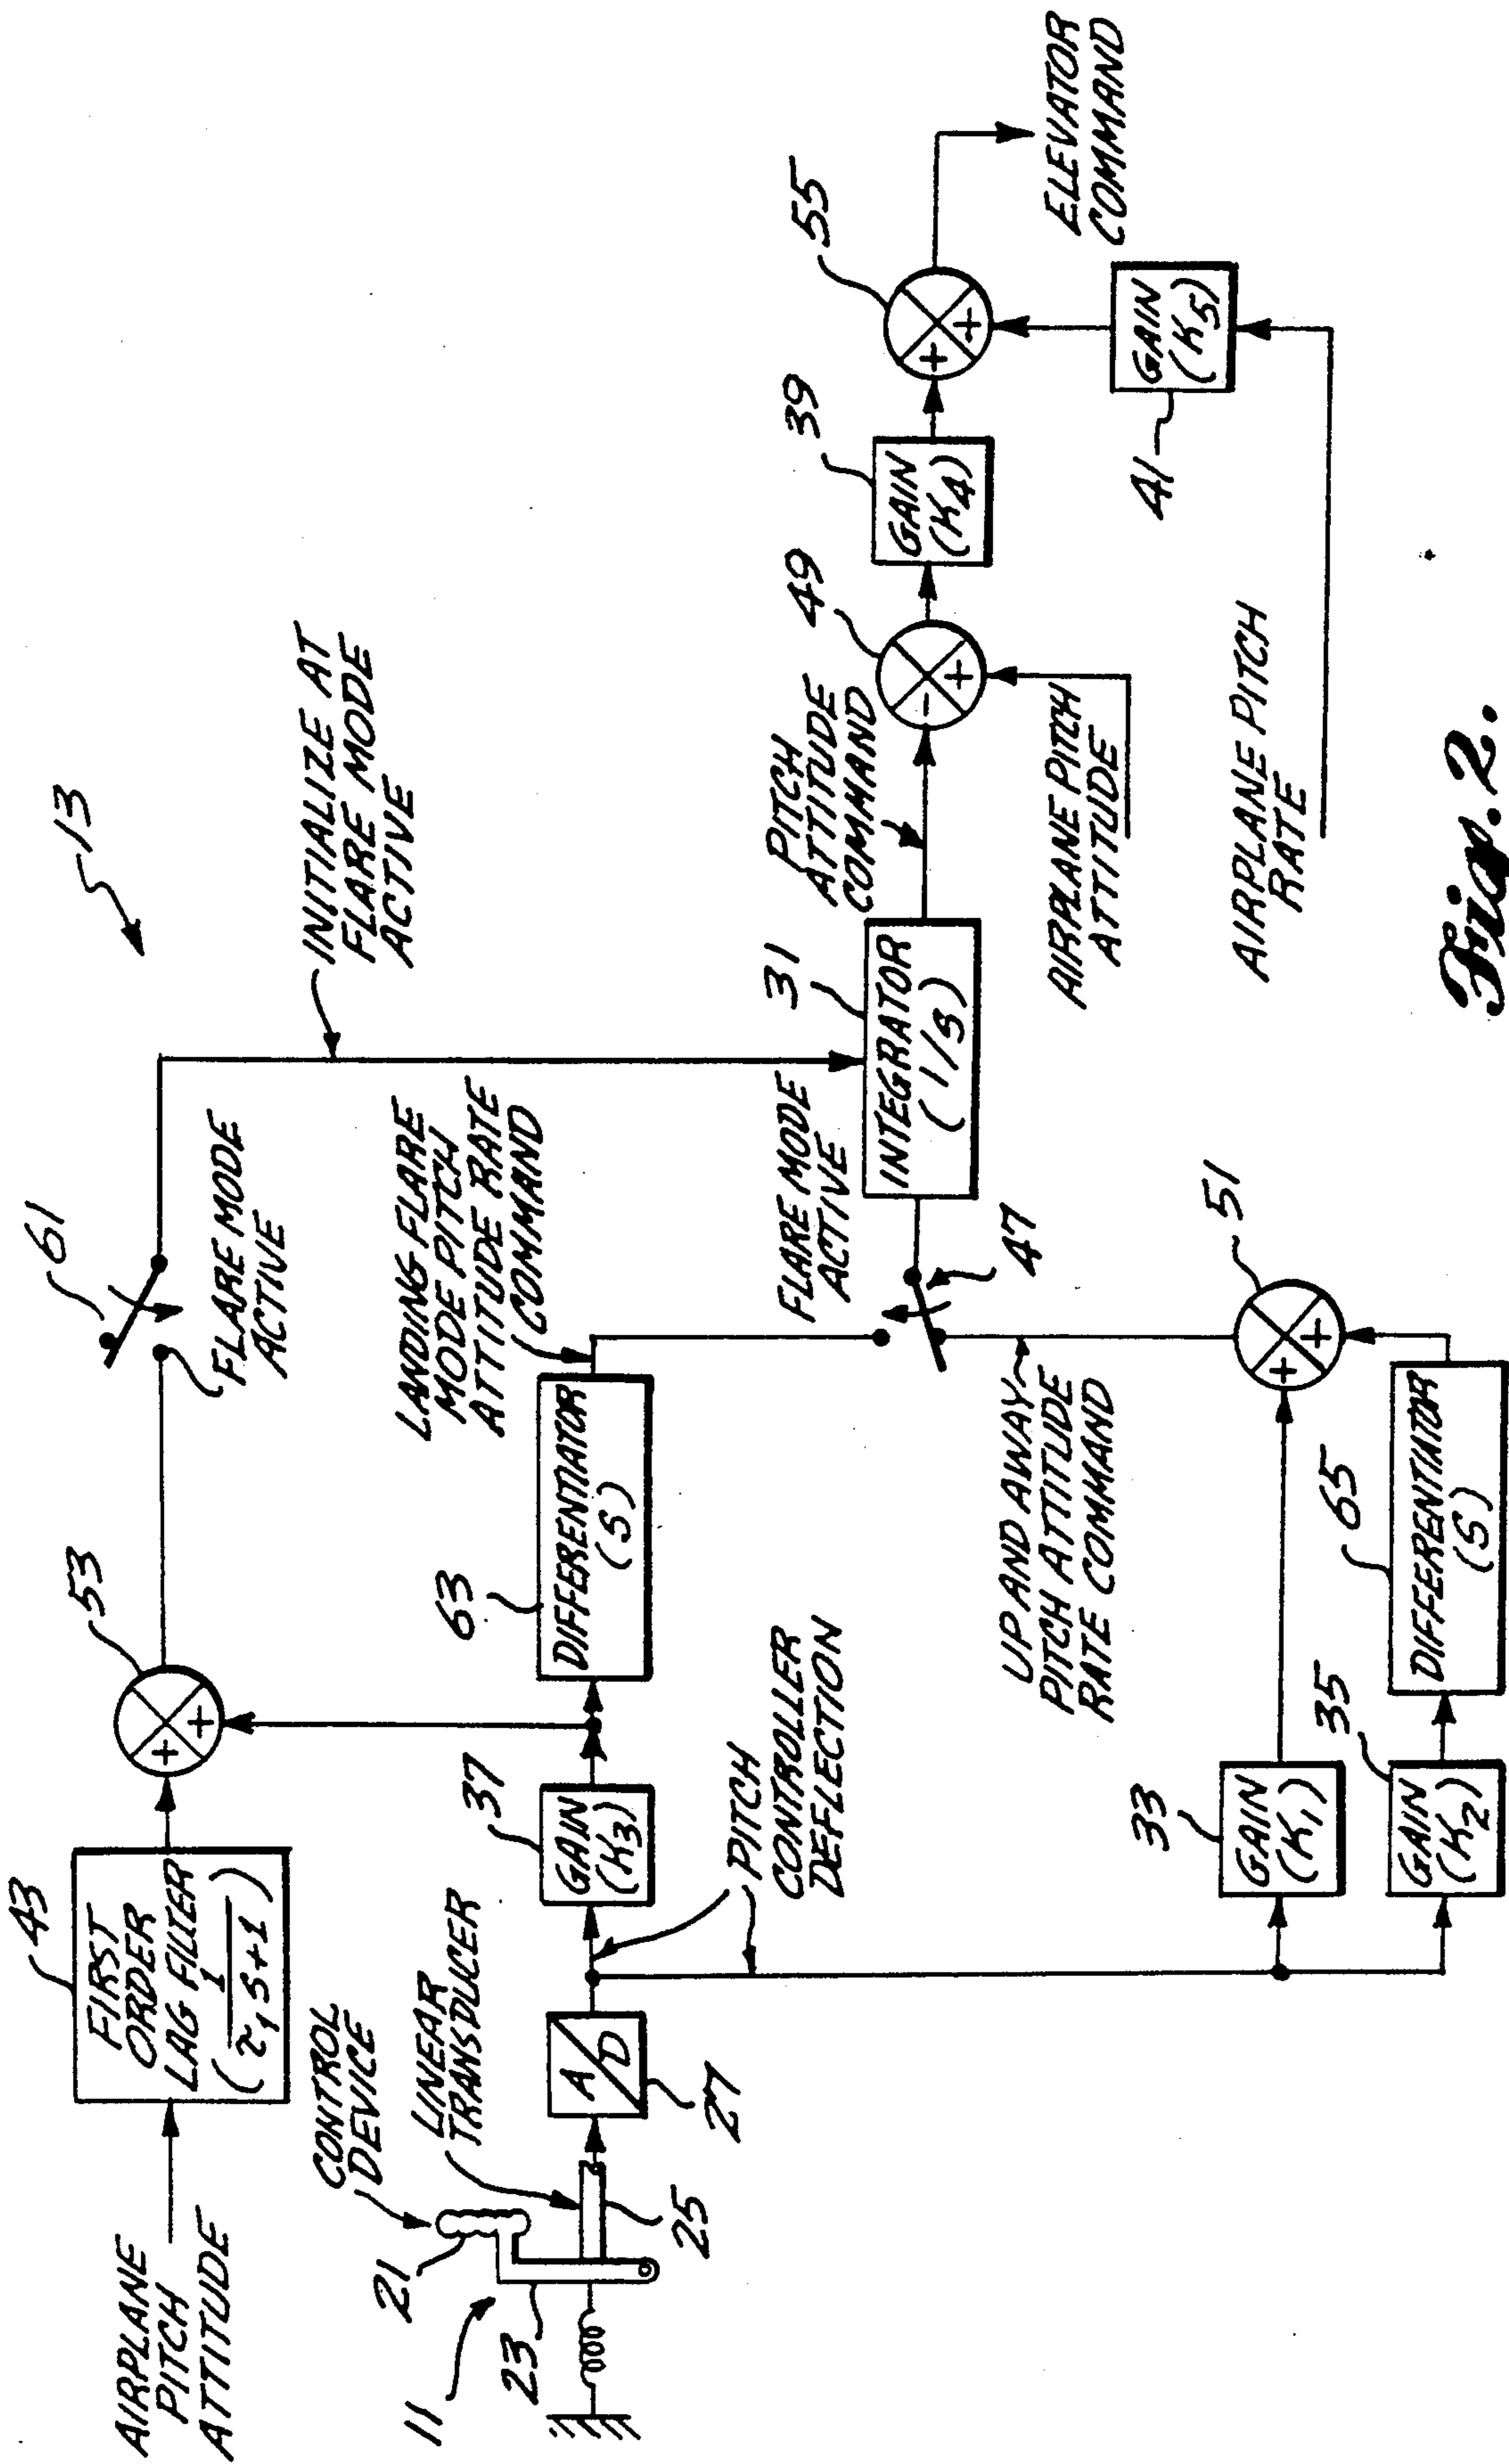 13
AIRPLANE
PITCH
ATTITUDE
43
FIRST
ORDER
LAG FILTER
( 1 / τ1 S+1 )
53
+
+
61
FLARE MODE
ACTIVE
INITIALIZE AT
FLARE MODE
ACTIVE
11
21
23
CONTROL
DEVICE
LINEAR
TRANSDUCER
25
A/D
27
37
GAIN
(K3)
63
DIFFERENTIATOR
(S)
LANDING FLARE
MODE PITCH
ATTITUDE RATE
COMMAND
PITCH
CONTROLLER
DEFLECTION
FLARE MODE
ACTIVE
47
31
INTEGRATOR
(1/S)
PITCH
ATTITUDE
COMMAND
49
-
+
AIRPLANE PITCH
ATTITUDE
39
GAIN
(K4)
55
+
+
ELEVATOR
COMMAND
41
GAIN
(K5)
AIRPLANE PITCH
RATE
UP AND AWAY
PITCH ATTITUDE
RATE COMMAND
33
GAIN
(K1)
35
GAIN
(K2)
65
DIFFERENTIATOR
(S)
51
+
+
Fig. 2.